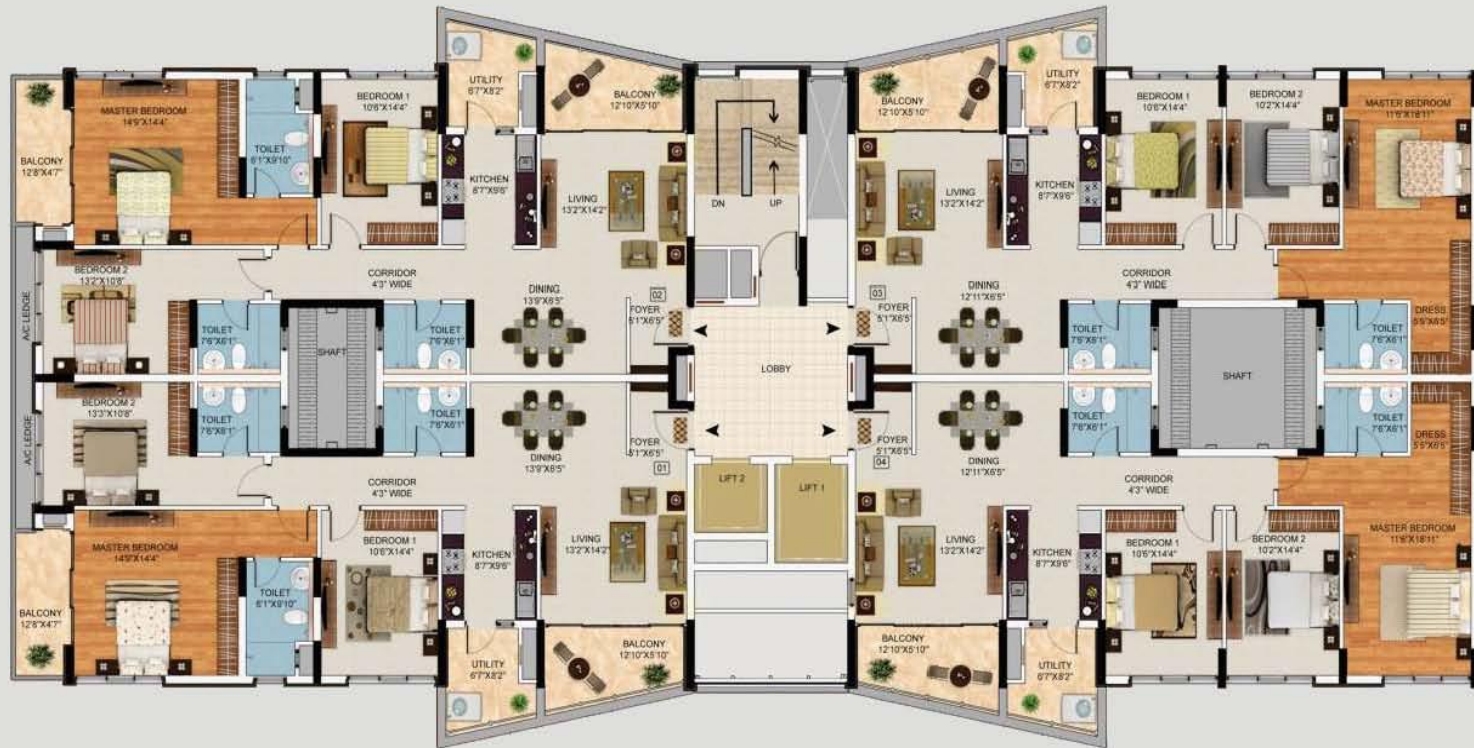 UTILITY
6'7"X8'2"
BALCONY
12'10"X5'10"
BALCONY
12'10"X5'10"
UTILITY
6'7"X8'2"
MASTER BEDROOM
14'9"X14'4"
BEDROOM 1
10'6"X14'4"
TOILET
6'1"X9'10"
BALCONY
12'8"X4'7"
KITCHEN
8'7"X9'6"
LIVING
13'2"X14'2"
DN
UP
LIVING
13'2"X14'2"
KITCHEN
8'7"X9'6"
BEDROOM 1
10'6"X14'4"
BEDROOM 2
10'2"X14'4"
MASTER BEDROOM
11'6"X18'11"
BEDROOM 2
13'2"X10'8"
CORRIDOR
4'3" WIDE
DINING
13'9"X6'5"
02
FOYER
5'1"X6'5"
03
FOYER
5'1"X6'5"
DINING
12'11"X6'5"
CORRIDOR
4'3" WIDE
DRESS
5'5"X6'5"
A/C LEDGE
TOILET
7'6"X6'1"
SHAFT
TOILET
7'6"X6'1"
LOBBY
TOILET
7'6"X6'1"
SHAFT
TOILET
7'6"X6'1"
BEDROOM 2
13'3"X10'8"
A/C LEDGE
TOILET
7'6"X6'1"
TOILET
7'6"X6'1"
TOILET
7'6"X6'1"
TOILET
7'6"X6'1"
DRESS
5'5"X6'5"
CORRIDOR
4'3" WIDE
DINING
13'9"X6'5"
FOYER
5'1"X6'5"
01
FOYER
5'1"X6'5"
04
DINING
12'11"X6'5"
CORRIDOR
4'3" WIDE
LIFT 2
LIFT 1
MASTER BEDROOM
14'9"X14'4"
BEDROOM 1
10'6"X14'4"
TOILET
6'1"X9'10"
BALCONY
12'8"X4'7"
KITCHEN
8'7"X9'6"
LIVING
13'2"X14'2"
LIVING
13'2"X14'2"
KITCHEN
8'7"X9'6"
BEDROOM 1
10'6"X14'4"
BEDROOM 2
10'2"X14'4"
MASTER BEDROOM
11'6"X18'11"
UTILITY
6'7"X8'2"
BALCONY
12'10"X5'10"
BALCONY
12'10"X5'10"
UTILITY
6'7"X8'2"